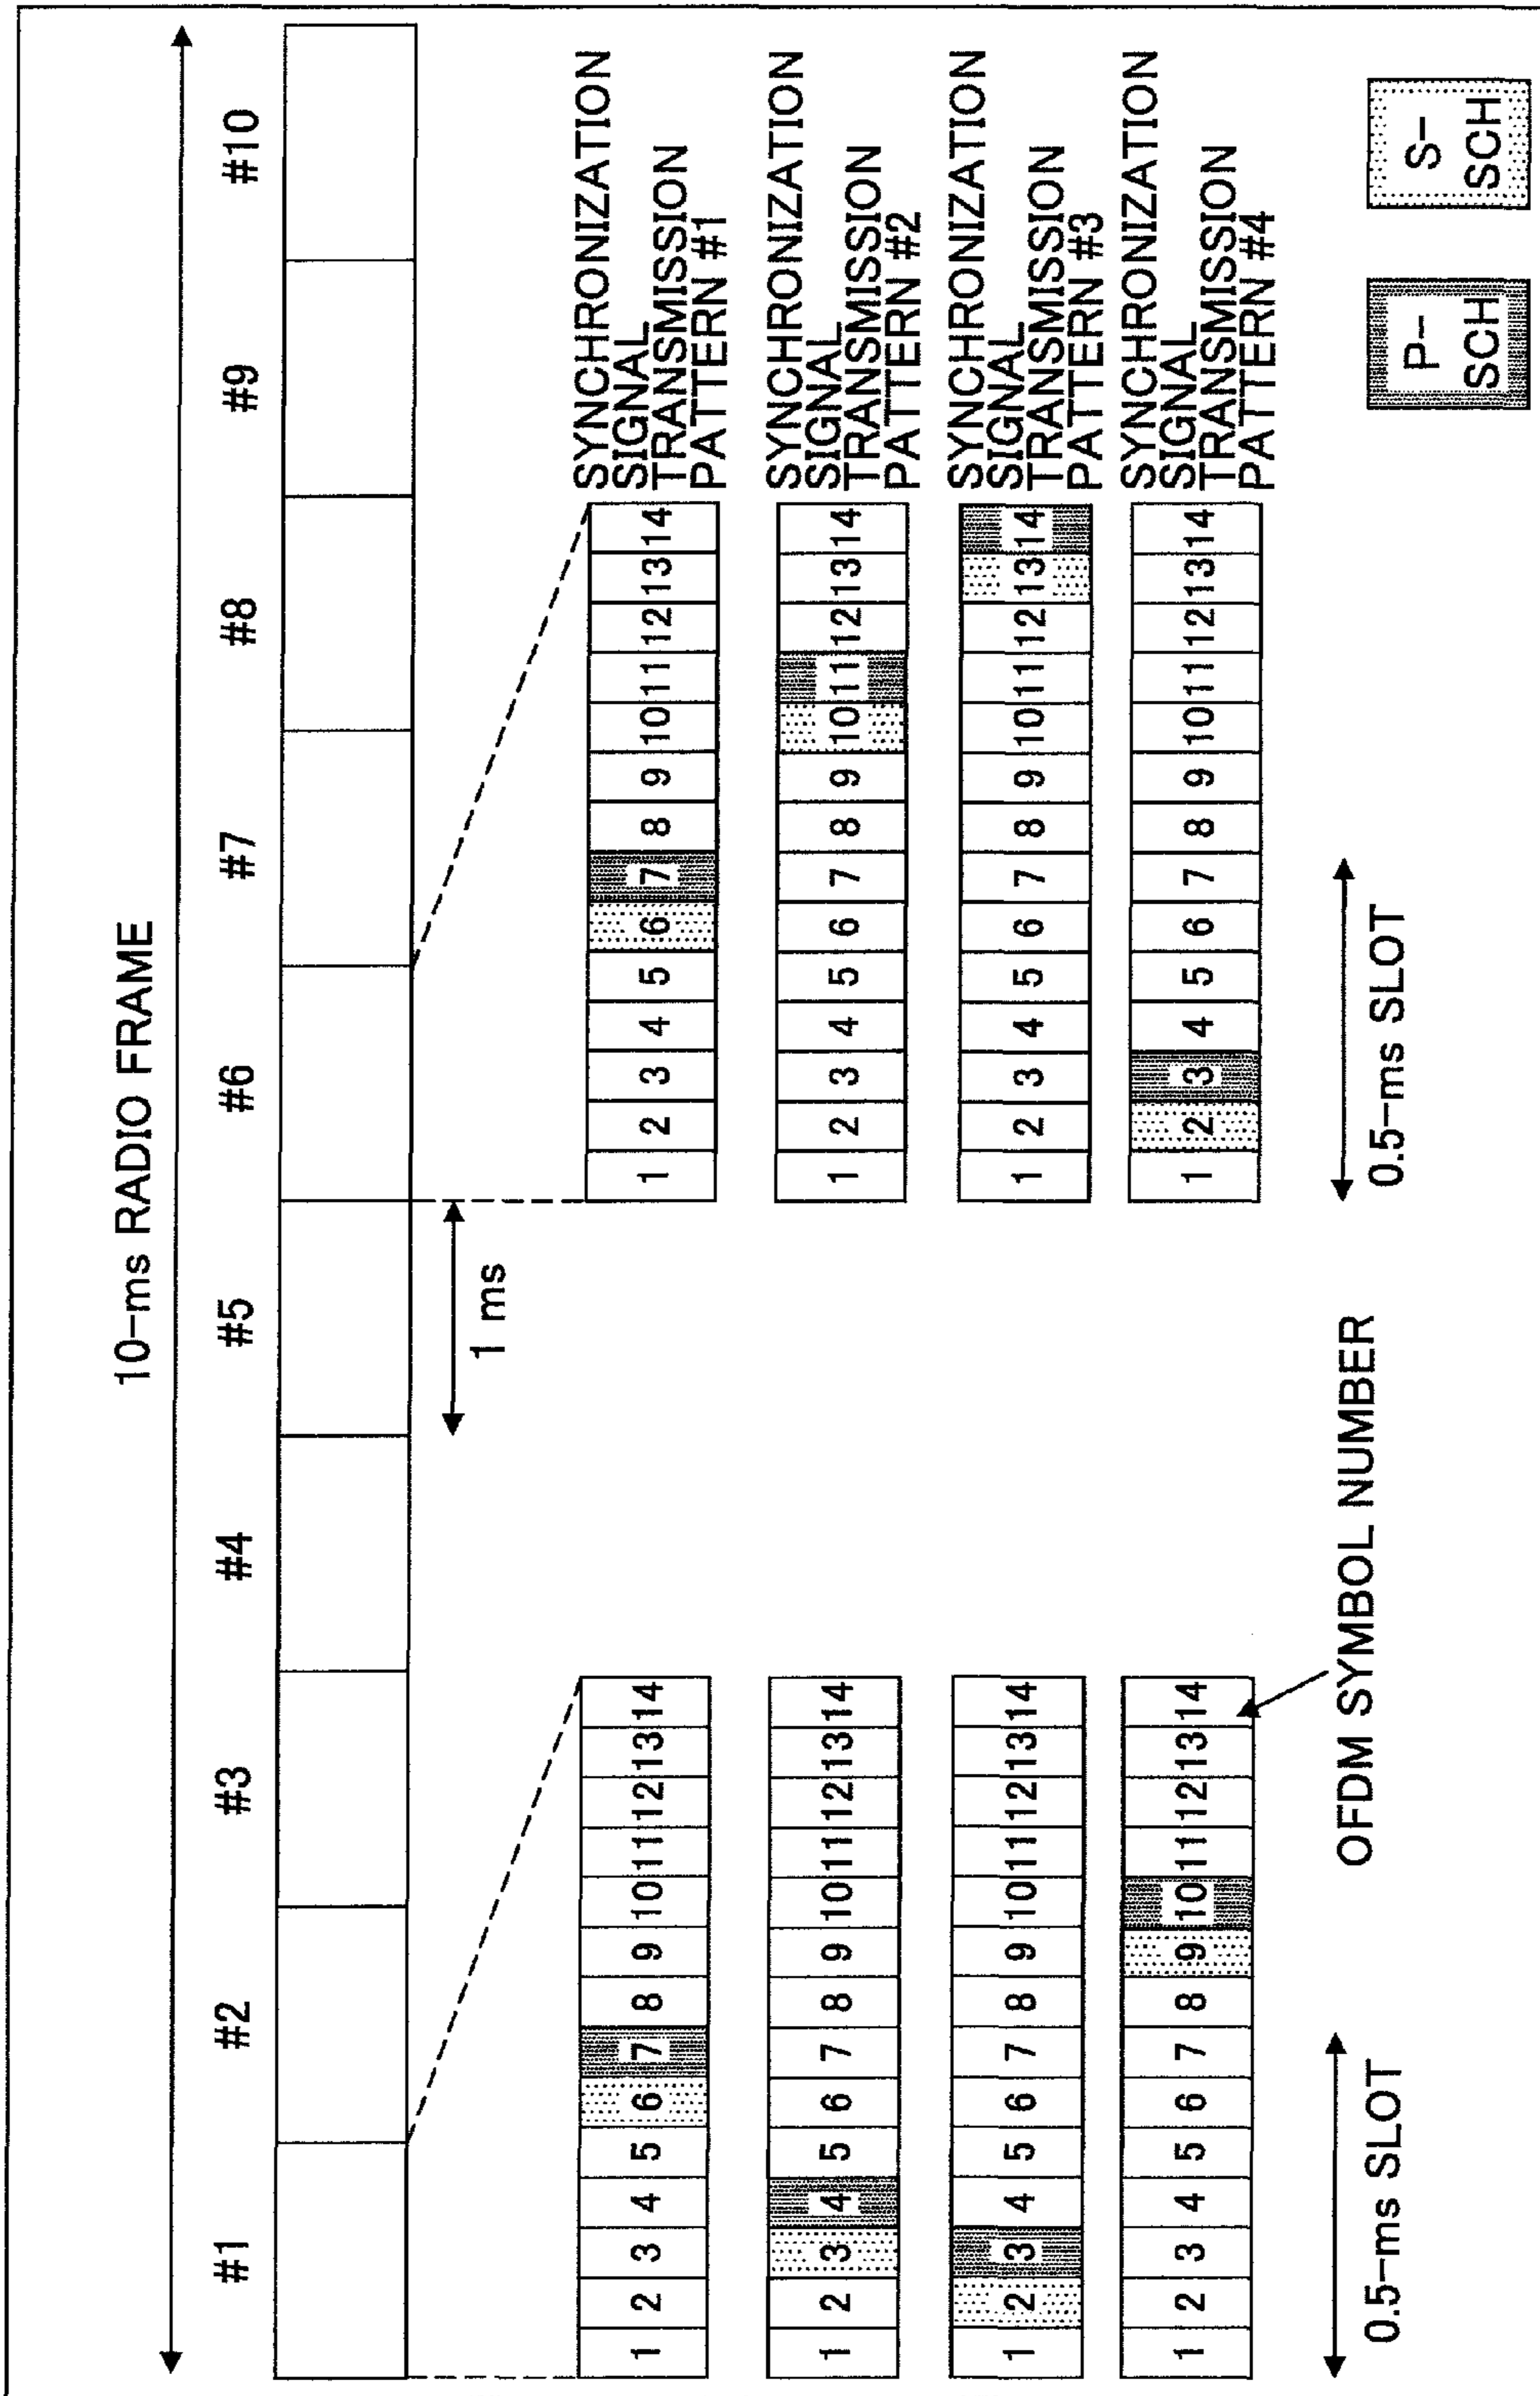 10-ms RADIO FRAME
#1 #2 #3 #4 #5 #6 #7 #8 #9 #10
1 ms
1 2 3 4 5 6 7 8 9 10 11 12 13 14
1 2 3 4 5 6 7 8 9 10 11 12 13 14
SYNCHRONIZATION
SIGNAL
TRANSMISSION
PATTERN #1
1 2 3 4 5 6 7 8 9 10 11 12 13 14
1 2 3 4 5 6 7 8 9 10 11 12 13 14
SYNCHRONIZATION
SIGNAL
TRANSMISSION
PATTERN #2
1 2 3 4 5 6 7 8 9 10 11 12 13 14
1 2 3 4 5 6 7 8 9 10 11 12 13 14
SYNCHRONIZATION
SIGNAL
TRANSMISSION
PATTERN #3
1 2 3 4 5 6 7 8 9 10 11 12 13 14
1 2 3 4 5 6 7 8 9 10 11 12 13 14
SYNCHRONIZATION
SIGNAL
TRANSMISSION
PATTERN #4
0.5-ms SLOT
OFDM SYMBOL NUMBER
0.5-ms SLOT
P-
SCH
S-
SCH